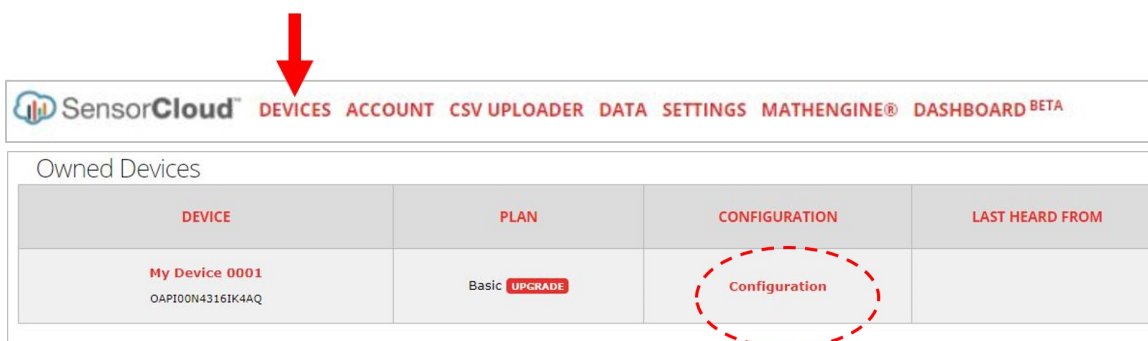 SensorCloud™ DEVICES ACCOUNT CSV UPLOADER DATA SETTINGS MATHENGINE® DASHBOARD BETA
Owned Devices
DEVICE PLAN CONFIGURATION LAST HEARD FROM
My Device 0001
OAPI00N4316IK4AQ
Basic UPGRADE
Configuration